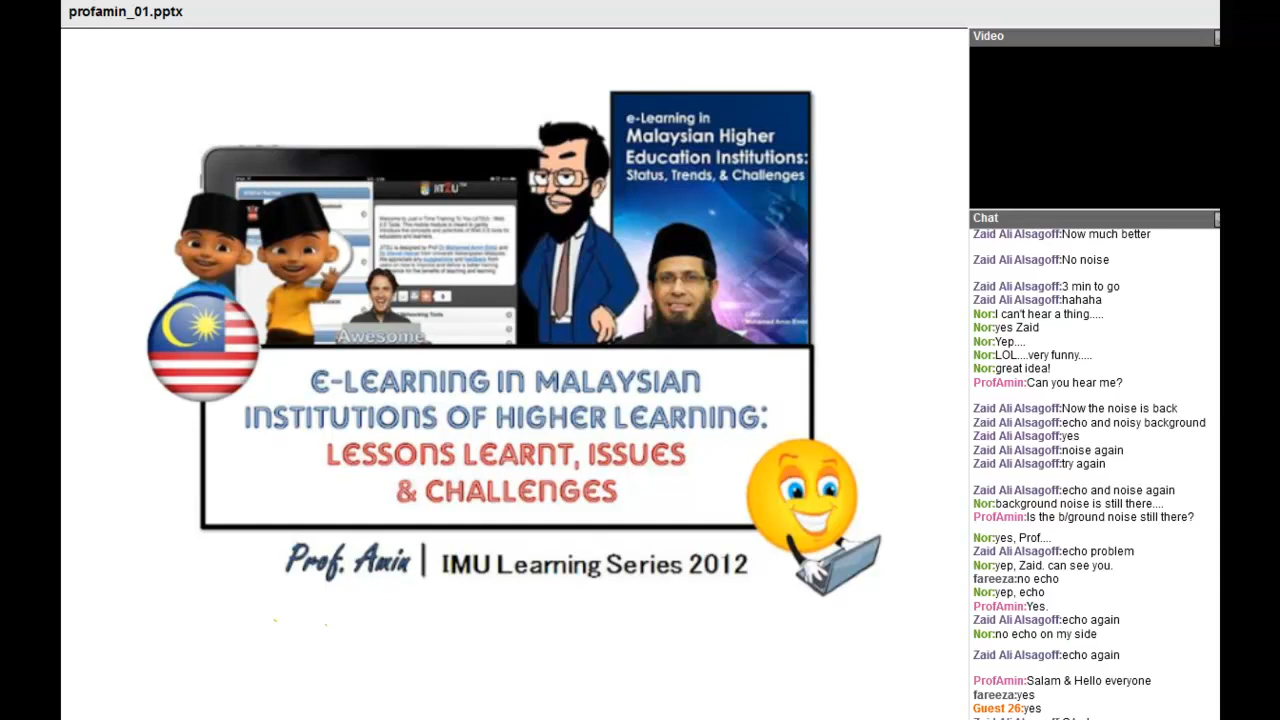 profamin_01.pptx
e-Learning in
Malaysian Higher
Education Institutions:
Status, Trends, & Challenges
Awesome
E-LEARNING IN MALAYSIAN
INSTITUTIONS OF HIGHER LEARNING:
LESSONS LEARNT, ISSUES
& CHALLENGES
Prof. Amin | IMU Learning Series 2012
Video
Chat
Zaid Ali Alsagoff:Now much better
Zaid Ali Alsagoff:No noise
Zaid Ali Alsagoff:3 min to go
Zaid Ali Alsagoff:hahaha
Nor:I can't hear a thing.....
Nor:yes Zaid
Nor:Yep....
Nor:LOL....very funny.....
Nor:great idea!
ProfAmin:Can you hear me?
Zaid Ali Alsagoff:Now the noise is back
Zaid Ali Alsagoff:echo and noisy background
Zaid Ali Alsagoff:yes
Zaid Ali Alsagoff:noise again
Zaid Ali Alsagoff:try again
Zaid Ali Alsagoff:echo and noise again
Nor:background noise is still there....
ProfAmin:Is the b/ground noise still there?
Nor:yes, Prof....
Zaid Ali Alsagoff:echo problem
Nor:yep, Zaid. can see you.
fareeza:no echo
Nor:yep, echo
ProfAmin:Yes.
Zaid Ali Alsagoff:echo again
Nor:no echo on my side
Zaid Ali Alsagoff:echo again
ProfAmin:Salam & Hello everyone
fareeza:yes
Guest 26:yes